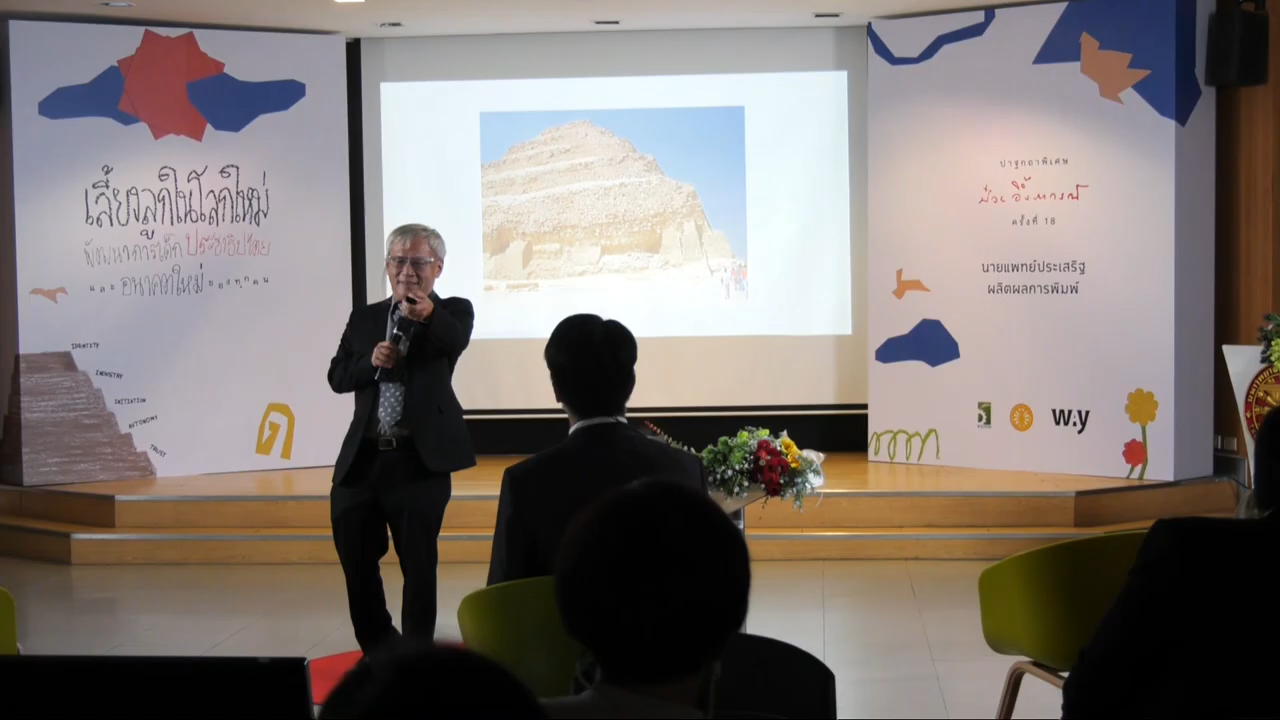 เลี้ยงลูกในโลกใหม่
พัฒนาการเด็ก ประชาธิปไตย
และ อนาคตใหม่ ของทุกคน
IDENTITY
INDUSTRY
INITIATION
AUTONOMY
TRUST
ปาฐกถาพิเศษ
ป๋วย อึ๊งภากรณ์
ครั้งที่ 18
นายแพทย์ประเสริฐ
ผลิตผลการพิมพ์
way